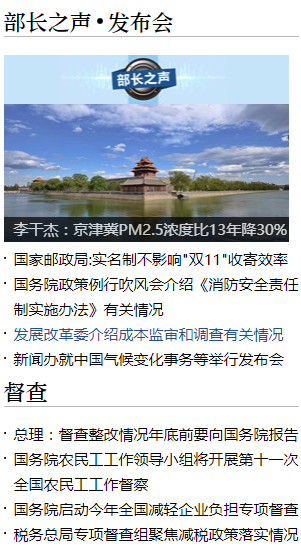 部长之声•发布会
部长之声
李干杰：京津冀PM2.5浓度比13年降30%
国家邮政局:实名制不影响"双11"收寄效率
国务院政策例行吹风会介绍《消防安全责任
制实施办法》有关情况
发展改革委介绍成本监审和调查有关情况
新闻办就中国气候变化事务等举行发布会
督查
总理：督查整改情况年底前要向国务院报告
国务院农民工工作领导小组将开展第十一次
全国农民工工作督察
国务院启动今年全国减轻企业负担专项督查
税务总局专项督查组聚焦减税政策落实情况